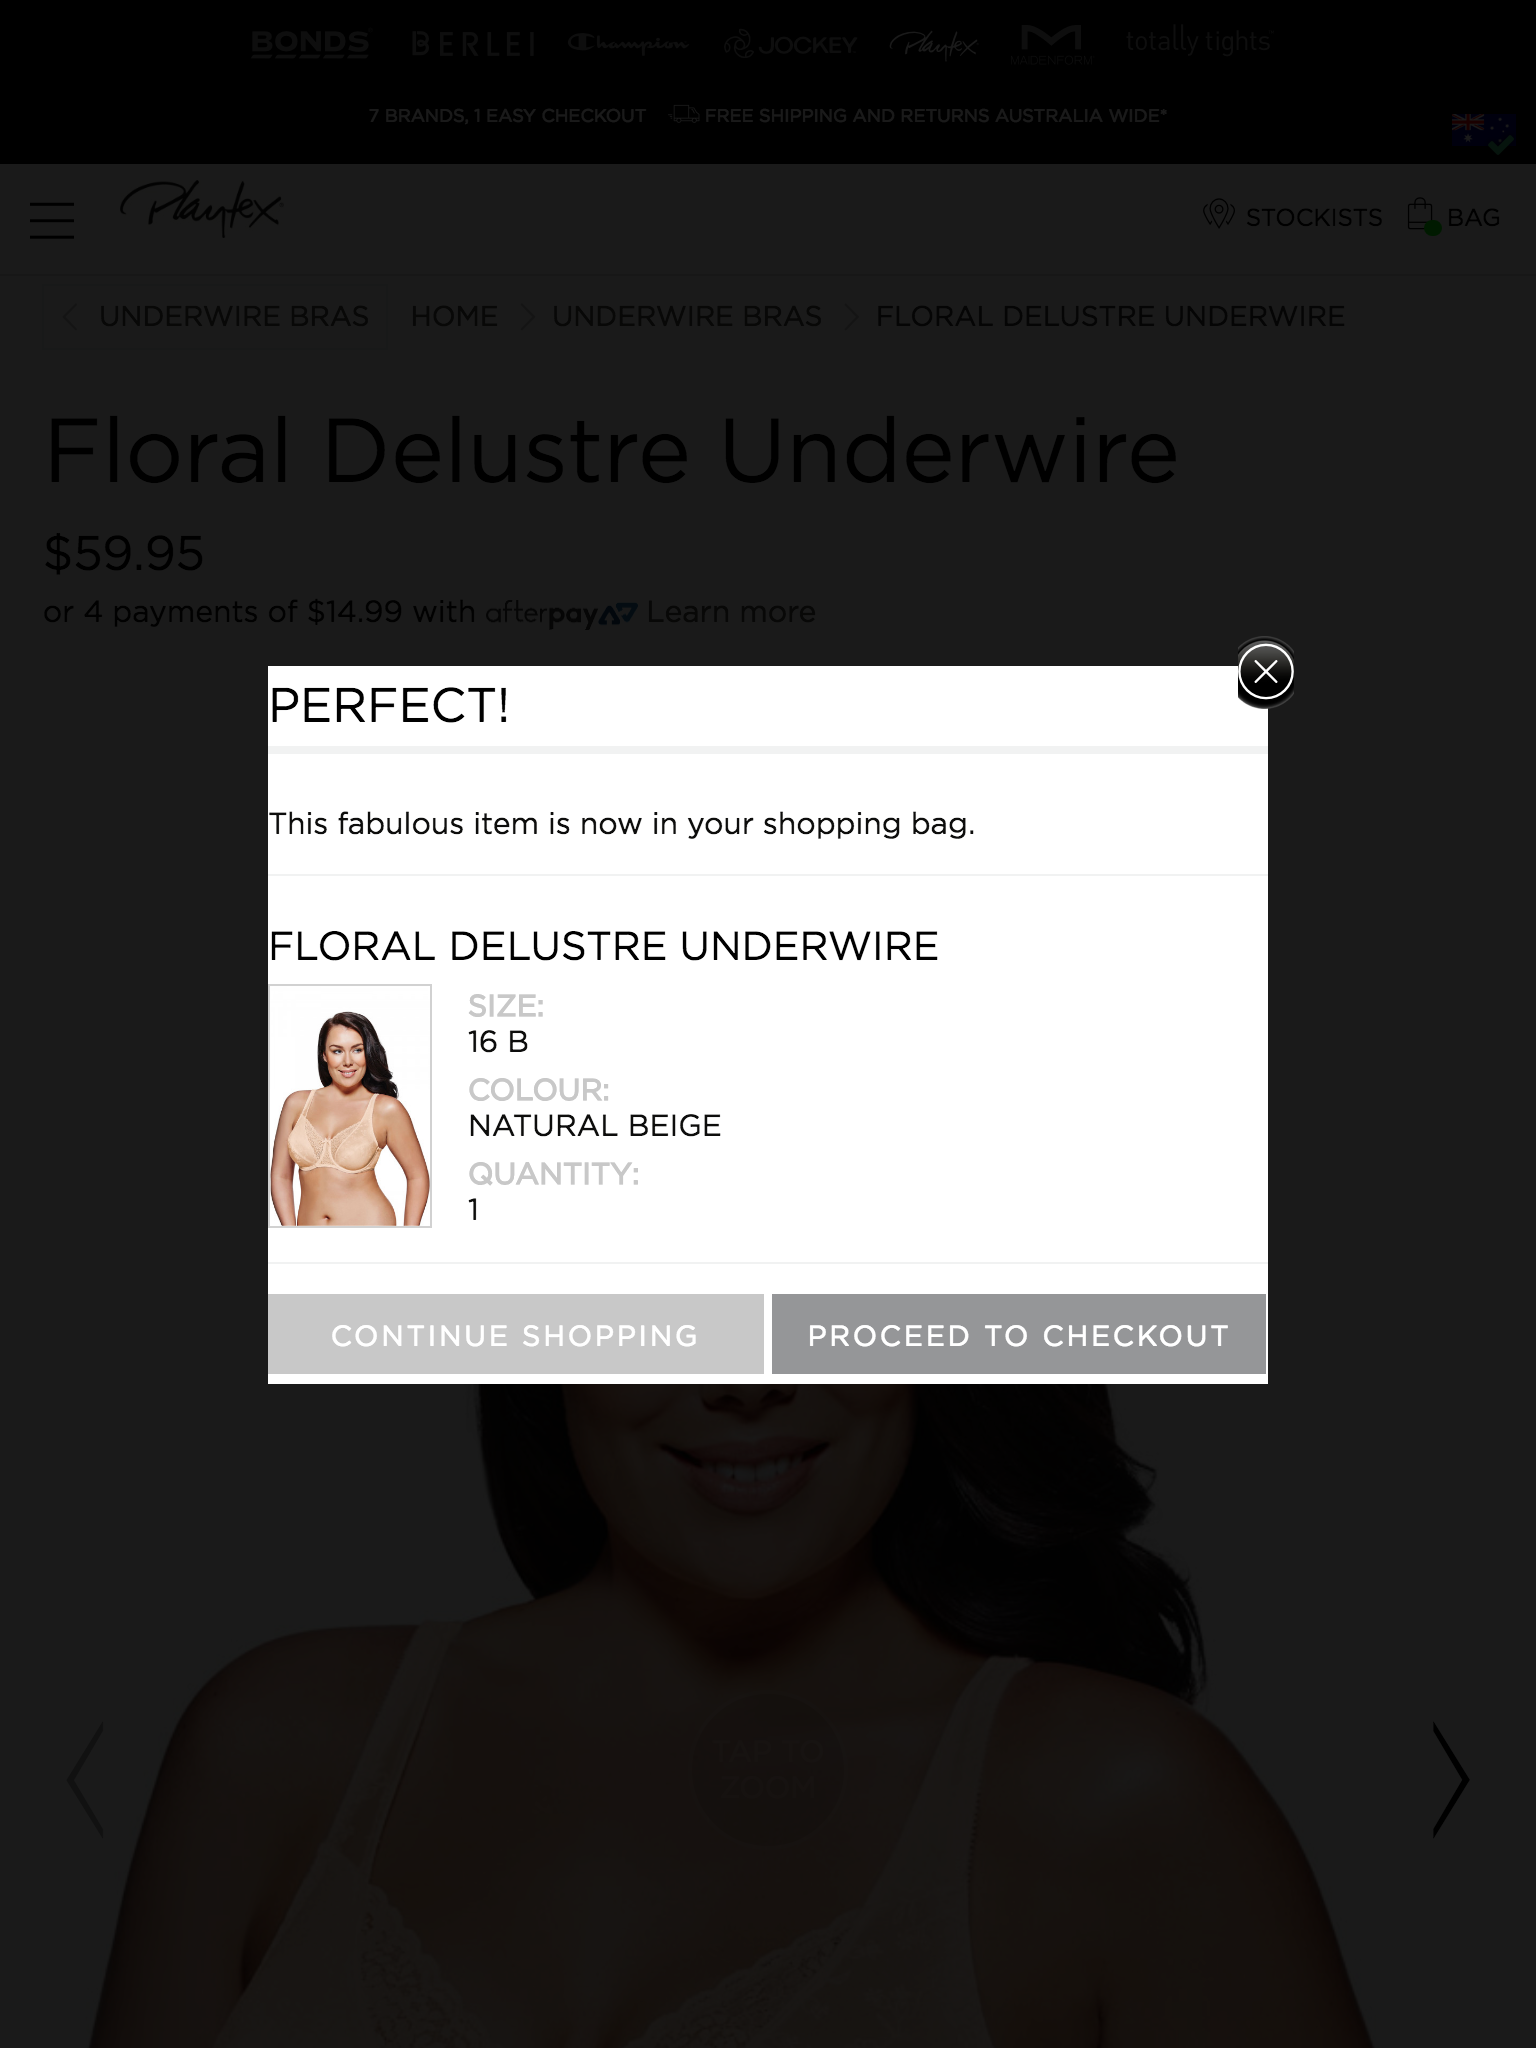 BONDS BERLEI Champion JOCKEY Playtex MAIDENFORM totally tights
7 BRANDS, 1 EASY CHECKOUT FREE SHIPPING AND RETURNS AUSTRALIA WIDE*
Playtex STOCKISTS BAG
UNDERWIRE BRAS HOME UNDERWIRE BRAS FLORAL DELUSTRE UNDERWIRE
Floral Delustre Underwire
$59.95
or 4 payments of $14.99 with afterpay Learn more
PERFECT!
This fabulous item is now in your shopping bag.
FLORAL DELUSTRE UNDERWIRE
SIZE:
16 B
COLOUR:
NATURAL BEIGE
QUANTITY:
1
CONTINUE SHOPPING PROCEED TO CHECKOUT
TAP TO
ZOOM